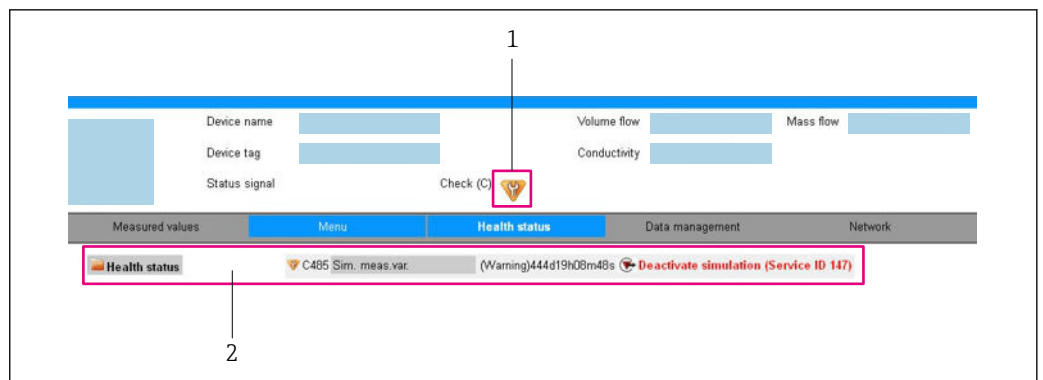 1
Device name Volume flow Mass flow
Device tag Conductivity
Status signal Check (C)
Measured values Menu Health status Data management Network
Health status C485 Sim. meas.var. (Warning)444d19h08m48s Deactivate simulation (Service ID 147)
2